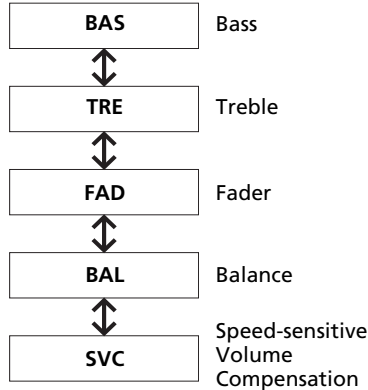 BAS Bass
TRE Treble
FAD Fader
BAL Balance
SVC Speed-sensitive
Volume
Compensation